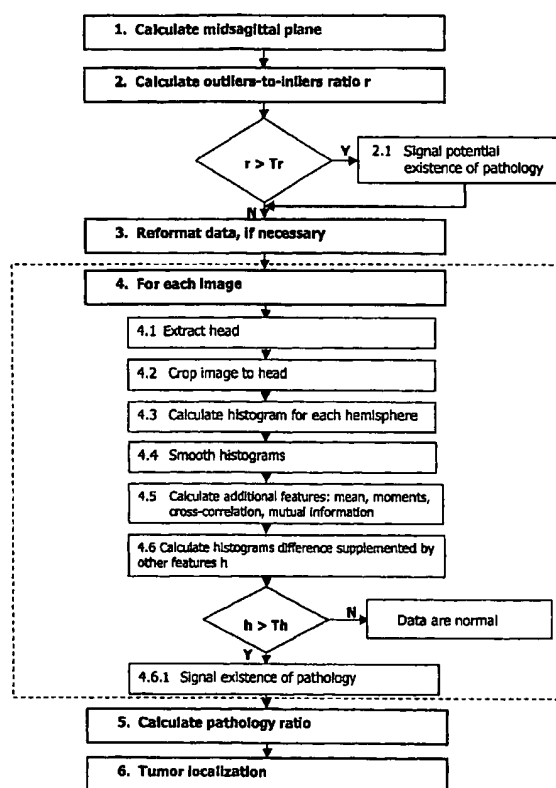 1. Calculate midsagittal plane
2. Calculate outliers-to-inliers ratio r
r > Tr
Y
2.1 Signal potential
existence of pathology
N
3. Reformat data, if necessary
4. For each image
4.1 Extract head
4.2 Crop image to head
4.3 Calculate histogram for each hemisphere
4.4 Smooth histograms
4.5 Calculate additional features: mean, moments,
cross-correlation, mutual information
4.6 Calculate histograms difference supplemented by
other features h
h > Th
N
Data are normal
Y
4.6.1 Signal existence of pathology
5. Calculate pathology ratio
6. Tumor localization